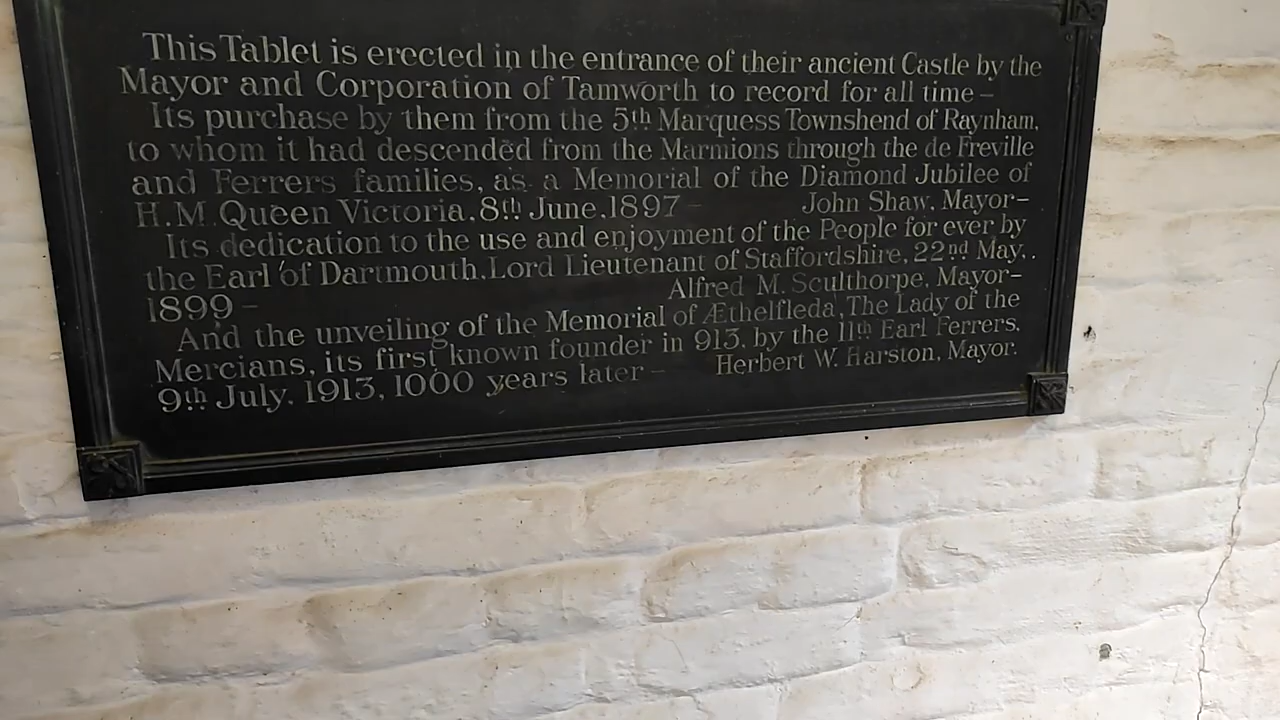 This Tablet is erected in the entrance of their ancient Castle by the
Mayor and Corporation of Tamworth to record for all time –
Its purchase by them from the 5th Marquess Townshend of Raynham,
to whom it had descended from the Marmions through the de Freville
and Ferrers families, as a Memorial of the Diamond Jubilee of
H.M. Queen Victoria. 8th June. 1897 – John Shaw. Mayor –
Its dedication to the use and enjoyment of the People for ever by
the Earl of Dartmouth. Lord Lieutenant of Staffordshire, 22nd May.
1899 – Alfred M. Sculthorpe, Mayor –
And the unveiling of the Memorial of Æthelfleda, The Lady of the
Mercians, its first known founder in 913, by the 11th Earl Ferrers.
9th July. 1913, 1000 years later – Herbert W. Harston, Mayor.